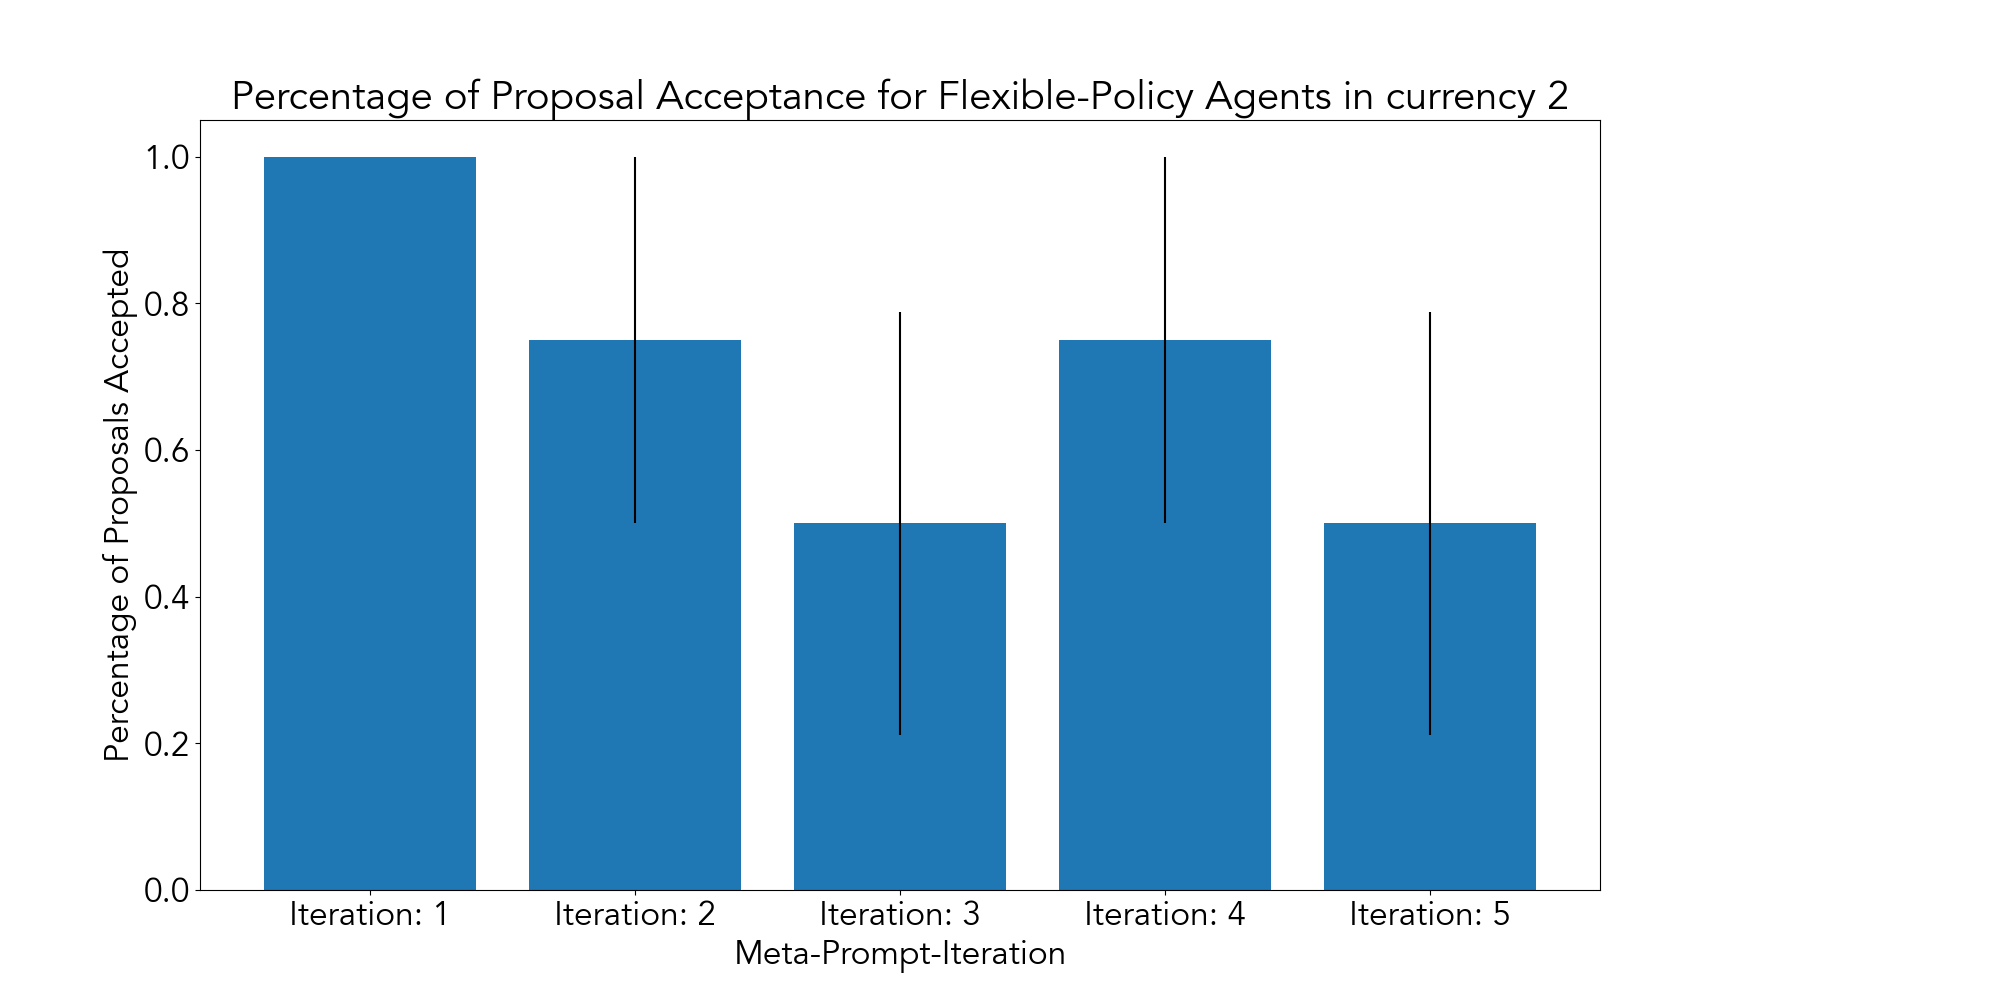 Percentage of Proposal Acceptance for Flexible-Policy Agents in currency 2
Percentage of Proposals Accepted
1.0
0.8
0.6
0.4
0.2
0.0
Iteration: 1 Iteration: 2 Iteration: 3 Iteration: 4 Iteration: 5
Meta-Prompt-Iteration